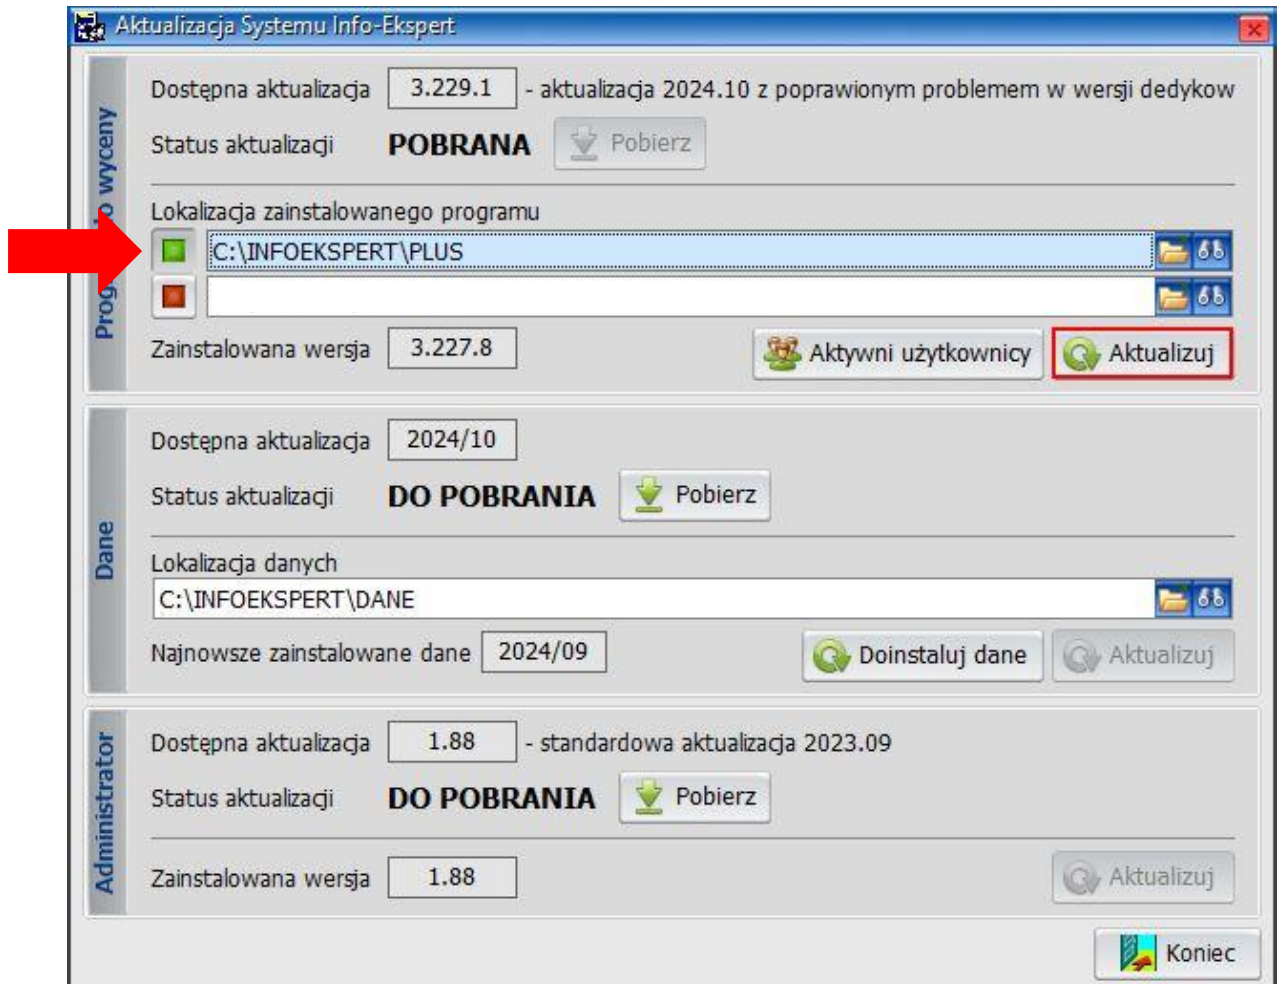 Aktualizacja Systemu Info-Ekspert
Dostępna aktualizacja 3.229.1 - aktualizacja 2024.10 z poprawionym problemem w wersji dedykow
Status aktualizacji POBRANA Pobierz
Lokalizacja zainstalowanego programu
C:\INFOEKSPERT\PLUS
Zainstalowana wersja 3.227.8 Aktywni użytkownicy Aktualizuj
wyceny
Dostępna aktualizacja 2024/10
Status aktualizacji DO POBRANIA Pobierz
Lokalizacja danych
C:\INFOEKSPERT\DANE
Najnowsze zainstalowane dane 2024/09 Doinstaluj dane Aktualizuj
Dane
Dostępna aktualizacja 1.88 - standardowa aktualizacja 2023.09
Status aktualizacji DO POBRANIA Pobierz
Zainstalowana wersja 1.88 Aktualizuj
Administrator
Koniec